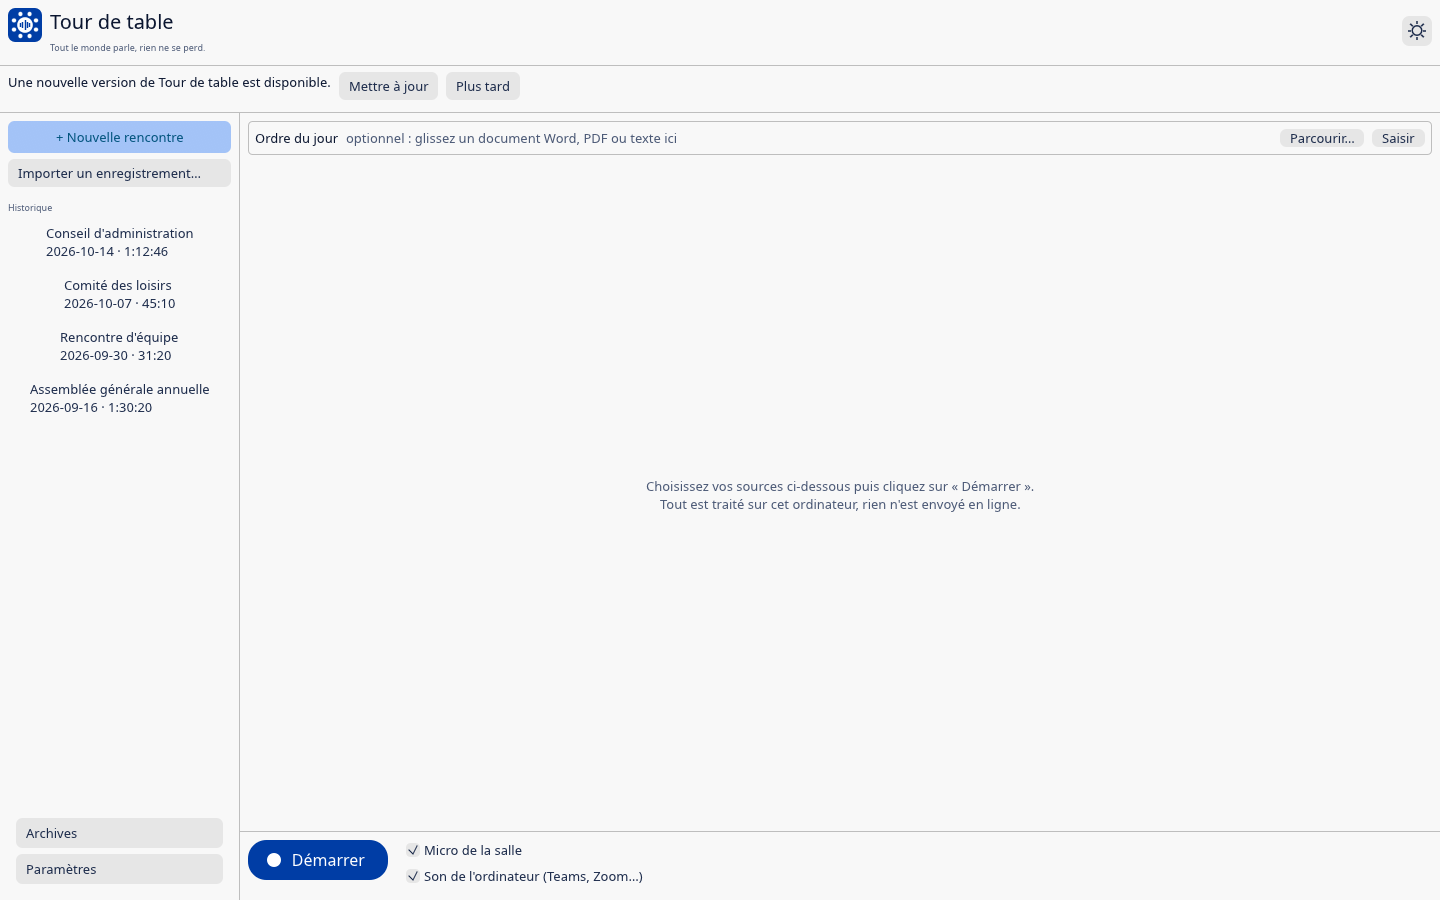 Tour de table
Tout le monde parle, rien ne se perd.
Une nouvelle version de Tour de table est disponible.
Mettre à jour
Plus tard
+ Nouvelle rencontre
Importer un enregistrement...
Historique
Conseil d'administration
2026-10-14 · 1:12:46
Comité des loisirs
2026-10-07 · 45:10
Rencontre d'équipe
2026-09-30 · 31:20
Assemblée générale annuelle
2026-09-16 · 1:30:20
Archives
Paramètres
Ordre du jour optionnel : glissez un document Word, PDF ou texte ici
Parcourir...
Saisir
Choisissez vos sources ci-dessous puis cliquez sur « Démarrer ».
Tout est traité sur cet ordinateur, rien n'est envoyé en ligne.
Démarrer
Micro de la salle
Son de l'ordinateur (Teams, Zoom...)